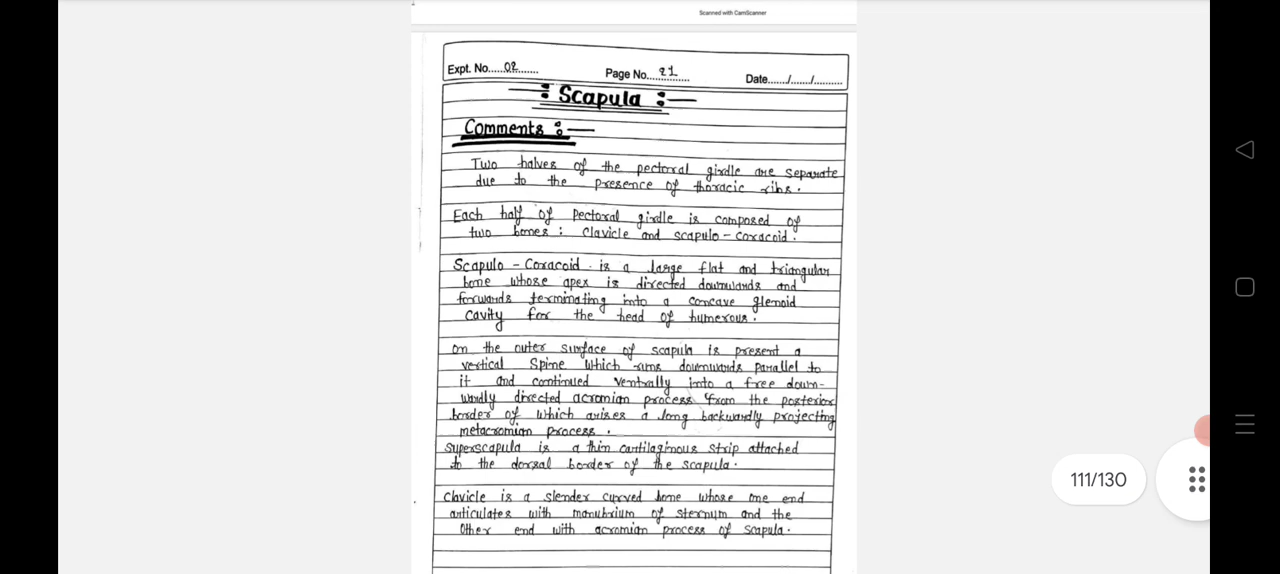 Scanned with CamScanner
Expt. No......02....... Page No....21............ Date....../....../..........
Scapula :—
Comments :—
Two halves of the pectoral girdle are separate
due to the presence of thoracic ribs.
Each half of Pectoral girdle is composed of
two bones : Clavicle and scapulo-coracoid.
Scapulo - Coracoid is a large flat and triangular
bone whose apex is directed downwards and
forwards terminating into a concave glenoid
cavity for the head of humerous.
On the outer surface of scapula is present a
vertical Spine which runs downwards parallel to
it and continued ventrally into a free down-
wardly directed acromian process from the posterior
border of which arises a long backwardly projecting
metacromian process.
Superscapula is a thin cartilaginous strip attached
to the dorsal border of the scapula.
Clavicle is a slender curved bone whose one end
articulates with manubrium of sternum and the
Other end with acromian process of scapula.
111/130